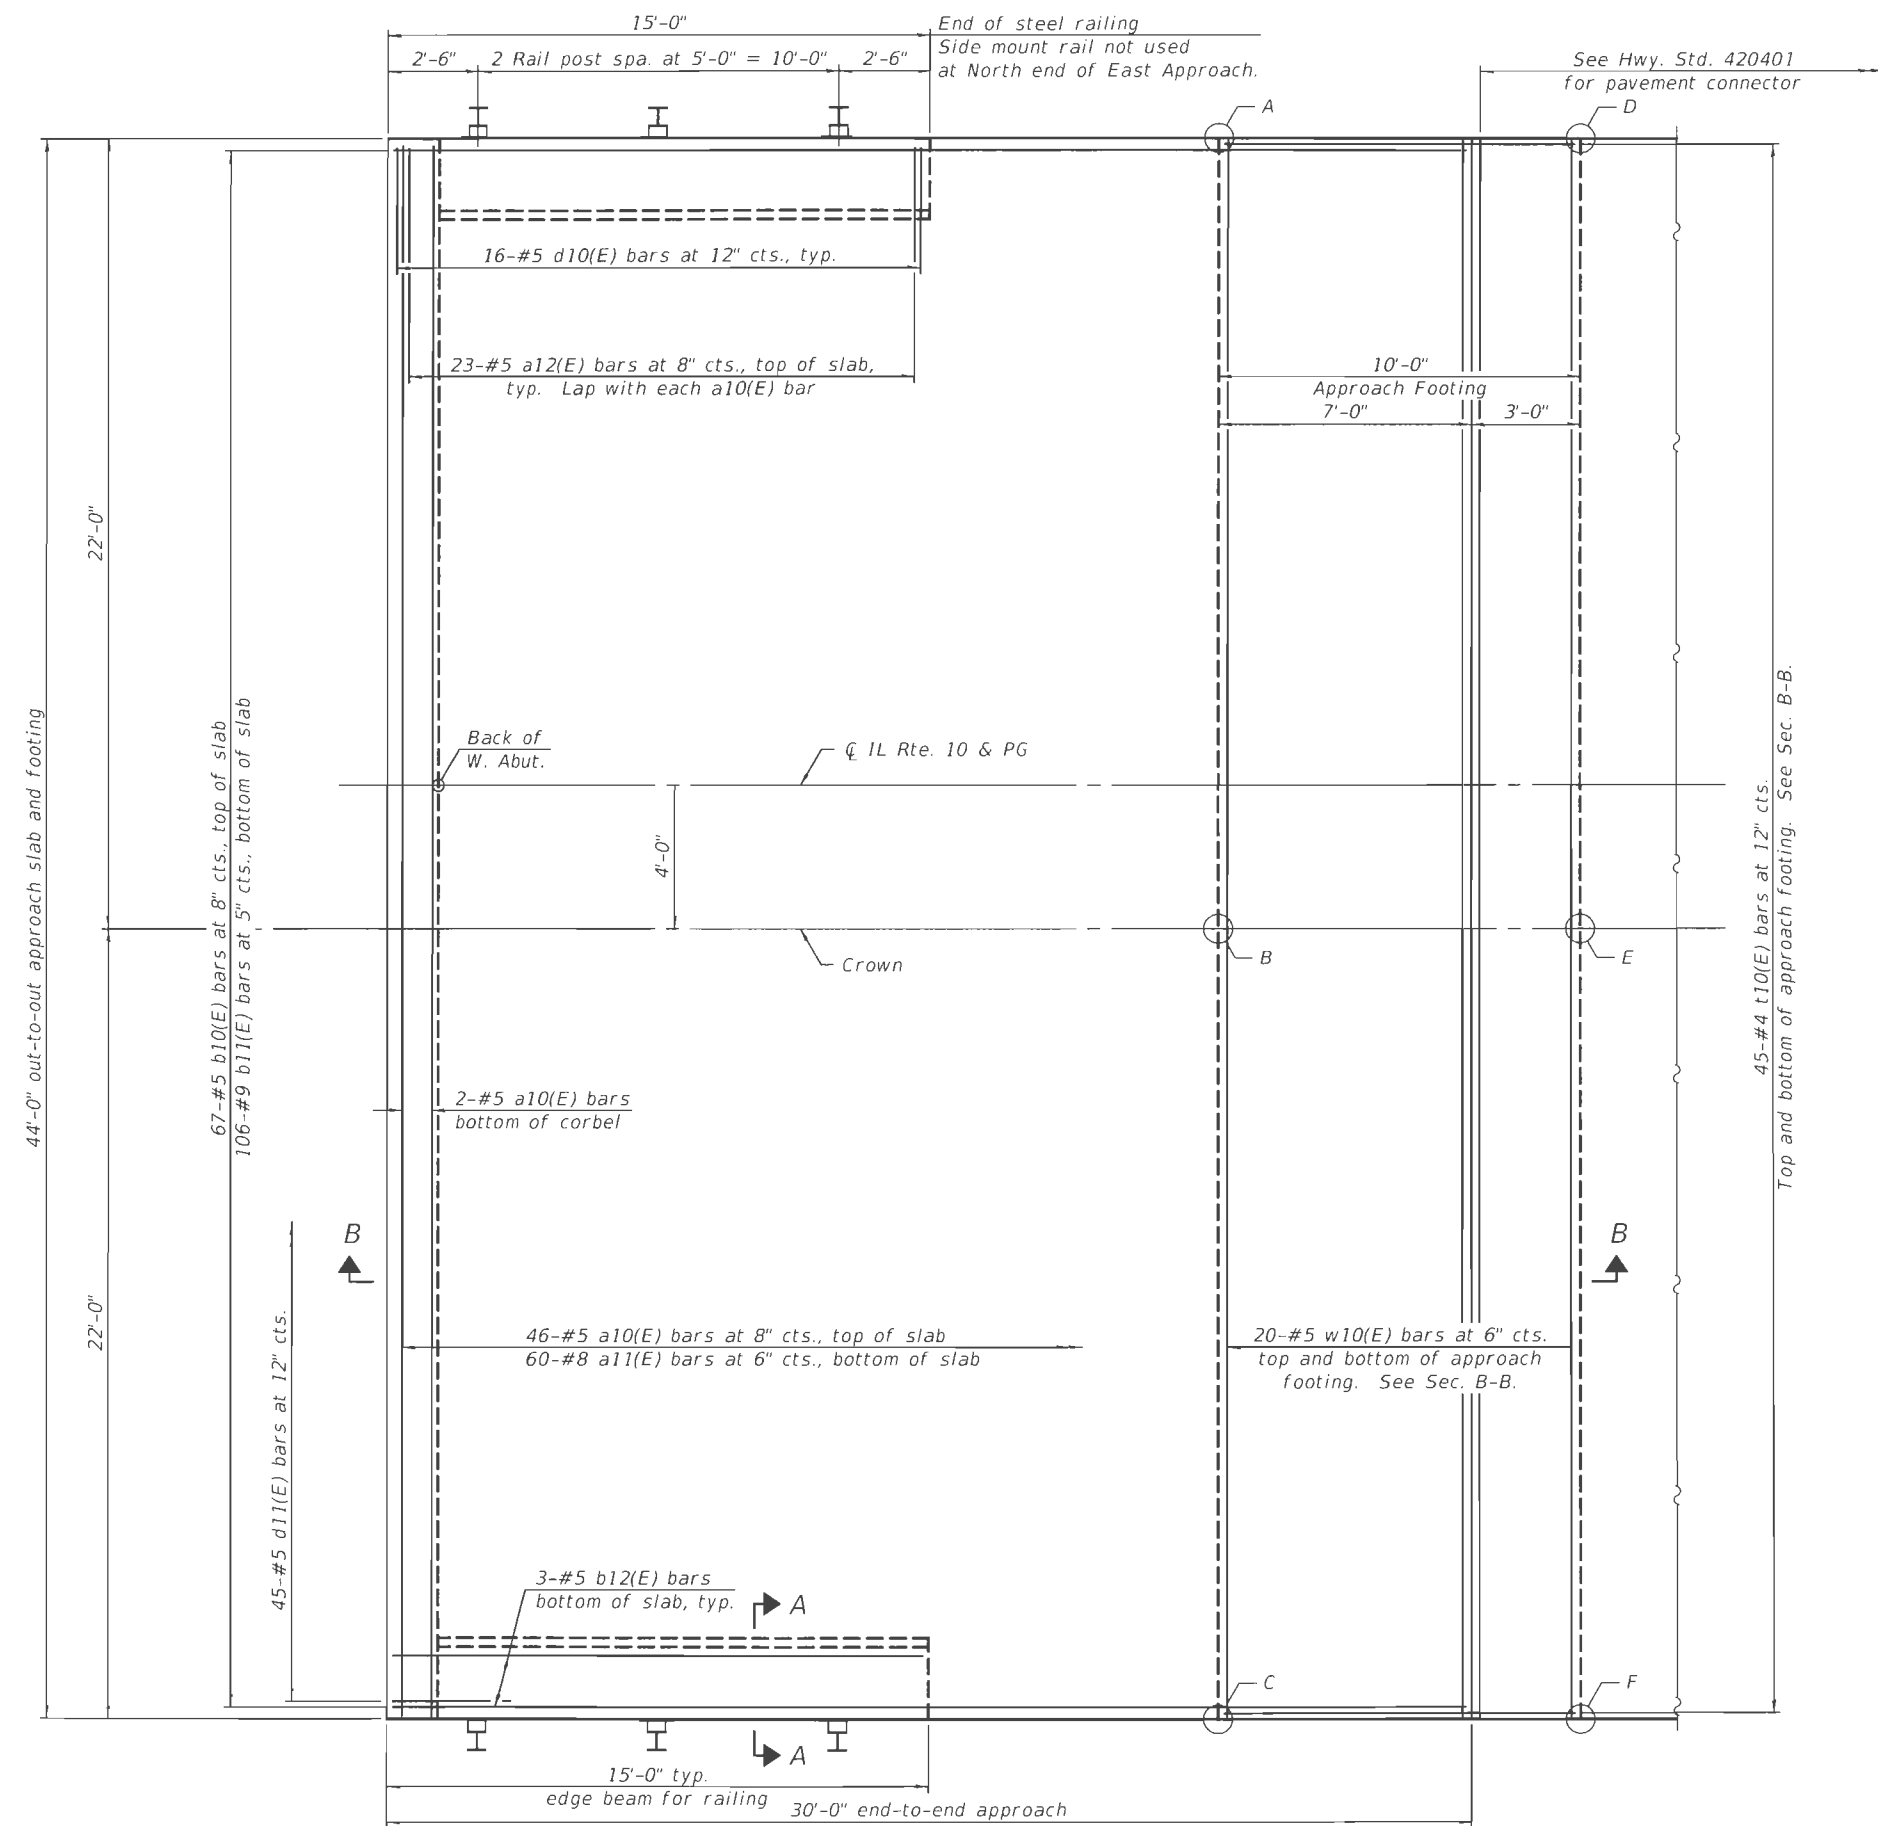 15'-0"
End of steel railing
Side mount rail not used
at North end of East Approach.
2'-6"
2 Rail post spa. at 5'-0" = 10'-0"
2'-6"
See Hwy. Std. 420401
for pavement connector
A
D
16-#5 d10(E) bars at 12" cts., typ.
23-#5 a12(E) bars at 8" cts., top of slab,
typ. Lap with each a10(E) bar
10'-0"
Approach Footing
7'-0"
3'-0"
22'-0"
44'-0" out-to-out approach slab and footing
67-#5 b10(E) bars at 8" cts., top of slab
106-#9 b11(E) bars at 5" cts., bottom of slab
Back of
W. Abut.
℄ IL Rte. 10 & PG
4'-0"
Crown
B
E
45-#4 t10(E) bars at 12" cts.
Top and bottom of approach footing. See Sec. B-B.
2-#5 a10(E) bars
bottom of corbel
B
B
22'-0"
45-#5 d11(E) bars at 12" cts.
46-#5 a10(E) bars at 8" cts., top of slab
60-#8 a11(E) bars at 6" cts., bottom of slab
20-#5 w10(E) bars at 6" cts.
top and bottom of approach
footing. See Sec. B-B.
3-#5 b12(E) bars
bottom of slab, typ.
A
C
F
A
15'-0" typ.
edge beam for railing
30'-0" end-to-end approach